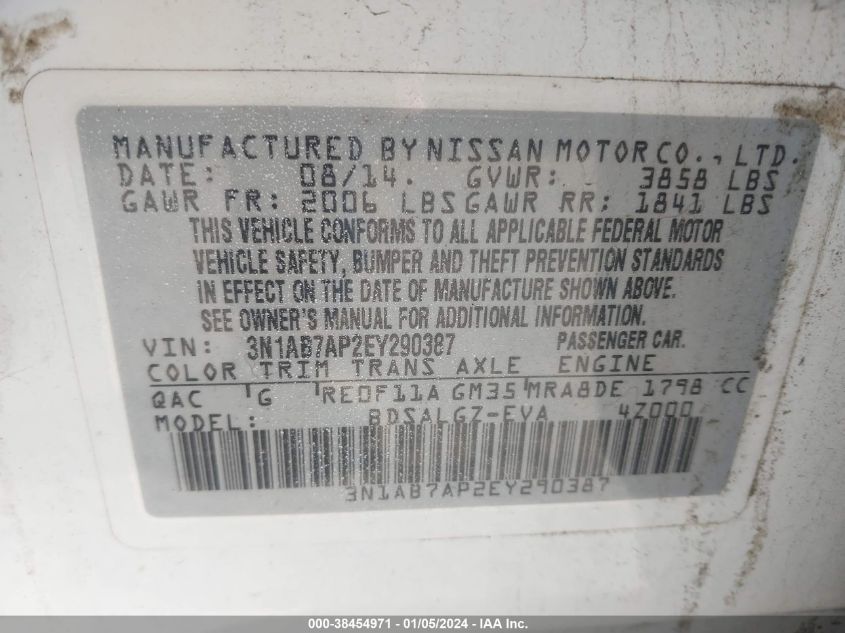 MANUFACTURED BY NISSAN MOTOR CO., LTD.
DATE: 08/14. GVWR: 3858 LBS
GAWR FR: 2006 LBS GAWR RR: 1841 LBS
THIS VEHICLE CONFORMS TO ALL APPLICABLE FEDERAL MOTOR
VEHICLE SAFETY, BUMPER AND THEFT PREVENTION STANDARDS
IN EFFECT ON THE DATE OF MANUFACTURE SHOWN ABOVE.
SEE OWNER'S MANUAL FOR ADDITIONAL INFORMATION.
VIN: 3N1AB7AP2EY290387 PASSENGER CAR.
COLOR TRIM TRANS AXLE ENGINE
QAC G RE0F11A GM35 MRA8DE 1798 CC
MODEL: BDSALGZ-EVA 4Z000
3N1AB7AP2EY290387
000-38454971 - 01/05/2024 - IAA Inc.